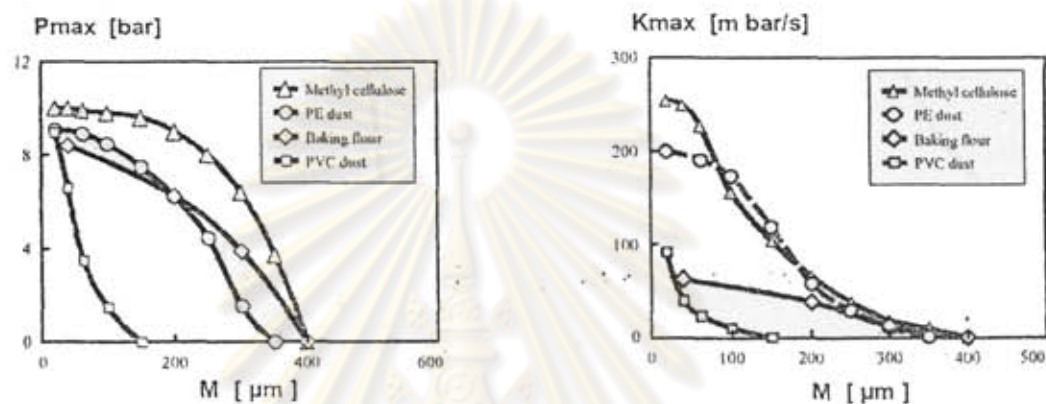 Pmax [bar]
12
8
4
0
0
200
400
600
M [ µm ]
Methyl cellulose
PE dust
Baking flour
PVC dust
Kmax [m bar/s]
300
200
100
0
0
100
200
300
400
500
M [ µm ]
Methyl cellulose
PE dust
Baking flour
PVC dust